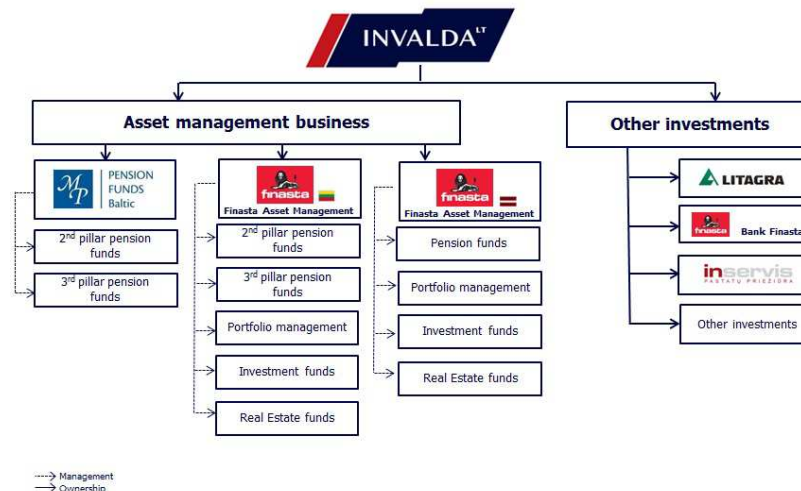 INVALDA LT
Asset management business
Other investments
MP PENSION
FUNDS
Baltic
finasta
Finasta Asset Management
finasta
Finasta Asset Management
LITAGRA
2nd pillar pension
funds
2nd pillar pension
funds
Pension funds
finasta Bank Finasta
3rd pillar pension
funds
3rd pillar pension
funds
Portfolio management
inservis
PASTATŲ PRIEŽIŪRA
Portfolio management
Investment funds
Other investments
Investment funds
Real Estate funds
Real Estate funds
Management
Ownership